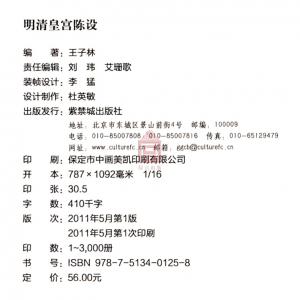 明清皇宫陈设
编 著：王子林
责任编辑：刘 玮 艾珊歌
装帧设计：李 猛
设计制作：杜英敏
出版发行：紫禁城出版社
地址：北京市东城区景山前街4号 邮编：100009
电话：010-85007808 010-85007816 传真：010-65129479
网址：www.culturefc.cn 邮箱：ggcb@culturefc.cn
印 刷：保定市中画美凯印刷有限公司
开 本：787×1092毫米 1/16
印 张：30.5
字 数：410千字
版 次：2011年5月第1版
2011年5月第1次印刷
印 数：1~3,000册
书 号：ISBN 978-7-5134-0125-8
定 价：56.00元